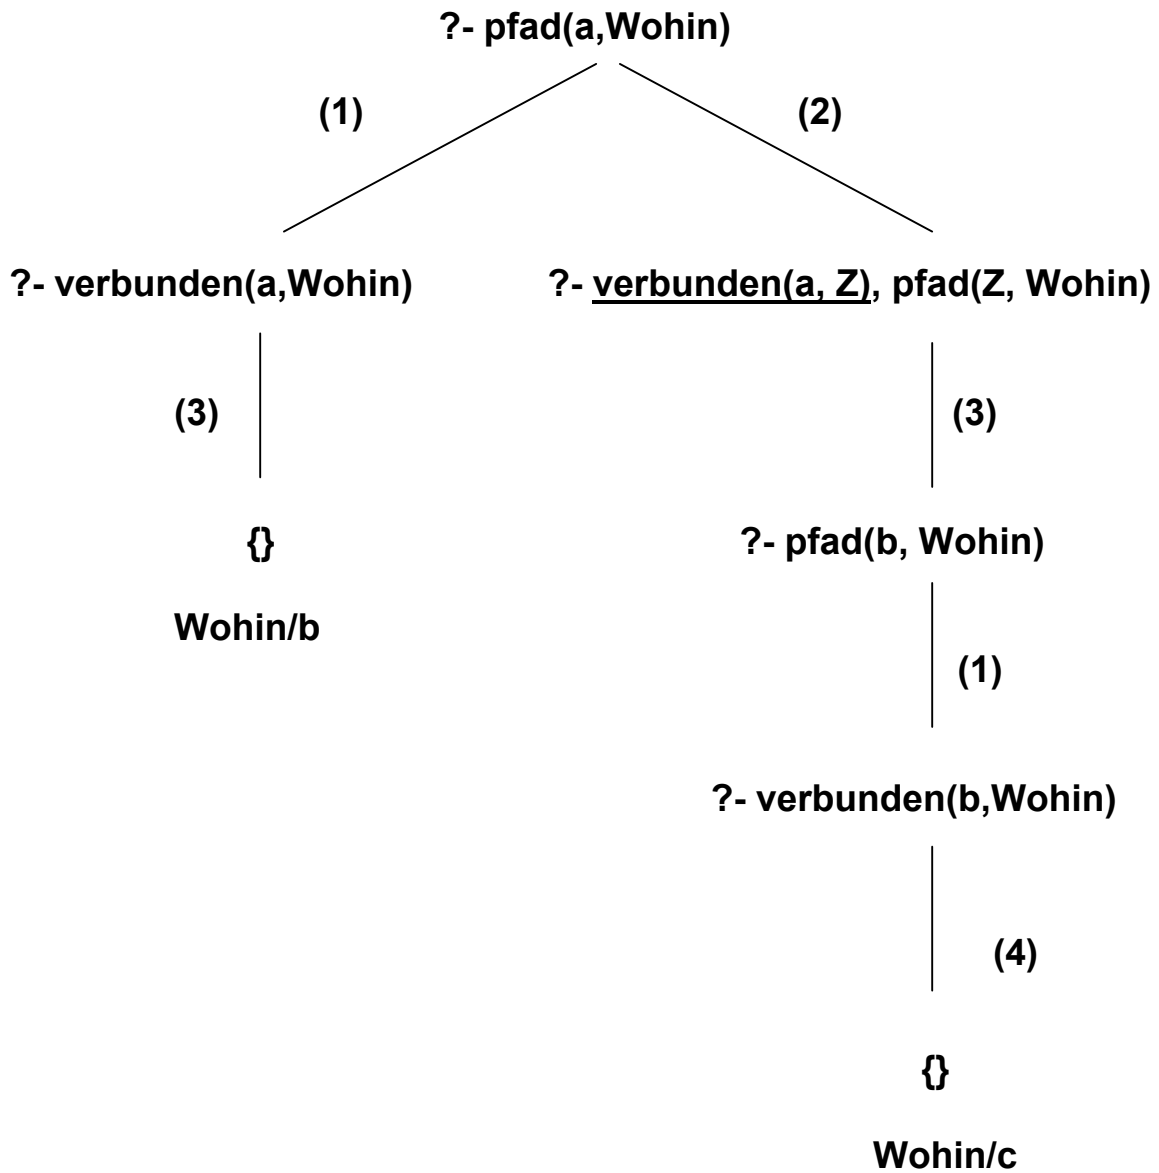 ?- pfad(a,Wohin)
(1)
(2)
?- verbunden(a,Wohin)
?- verbunden(a, Z), pfad(Z, Wohin)
(3)
(3)
{}
?- pfad(b, Wohin)
Wohin/b
(1)
?- verbunden(b,Wohin)
(4)
{}
Wohin/c